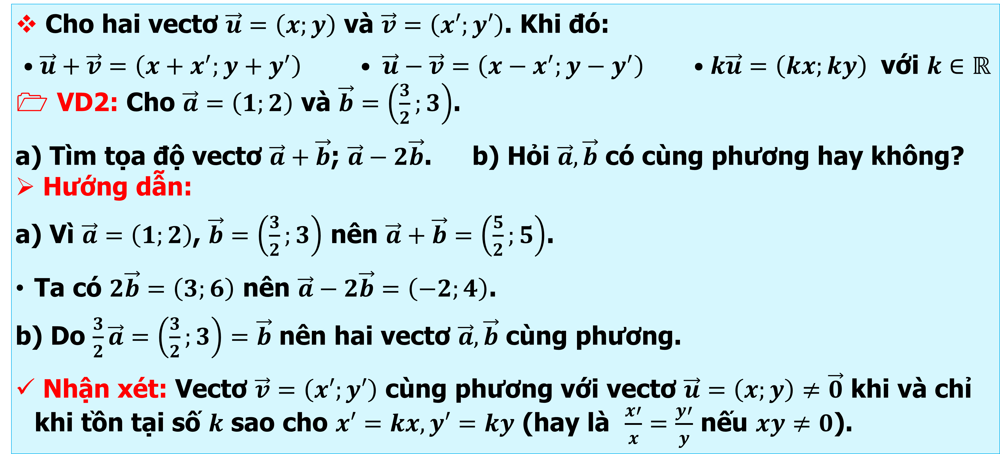 ❖ Cho hai vectơ $\vec{u} = (x; y)$ và $\vec{v} = (x'; y')$. Khi đó:
• $\vec{u} + \vec{v} = (x + x'; y + y')$ • $\vec{u} - \vec{v} = (x - x'; y - y')$ • $k\vec{u} = (kx; ky)$ với $k \in \mathbb{R}$
VD2: Cho $\vec{a} = (1; 2)$ và $\vec{b} = \left(\frac{3}{2}; 3\right)$.
a) Tìm tọa độ vectơ $\vec{a} + \vec{b}$; $\vec{a} - 2\vec{b}$. b) Hỏi $\vec{a}, \vec{b}$ có cùng phương hay không?
➢ Hướng dẫn:
a) Vì $\vec{a} = (1; 2)$, $\vec{b} = \left(\frac{3}{2}; 3\right)$ nên $\vec{a} + \vec{b} = \left(\frac{5}{2}; 5\right)$.
• Ta có $2\vec{b} = (3; 6)$ nên $\vec{a} - 2\vec{b} = (-2; 4)$.
b) Do $\frac{3}{2}\vec{a} = \left(\frac{3}{2}; 3\right) = \vec{b}$ nên hai vectơ $\vec{a}, \vec{b}$ cùng phương.
✓ Nhận xét: Vectơ $\vec{v} = (x'; y')$ cùng phương với vectơ $\vec{u} = (x; y) \neq \vec{0}$ khi và chỉ
khi tồn tại số $k$ sao cho $x' = kx, y' = ky$ (hay là $\frac{x'}{x} = \frac{y'}{y}$ nếu $xy \neq 0$).